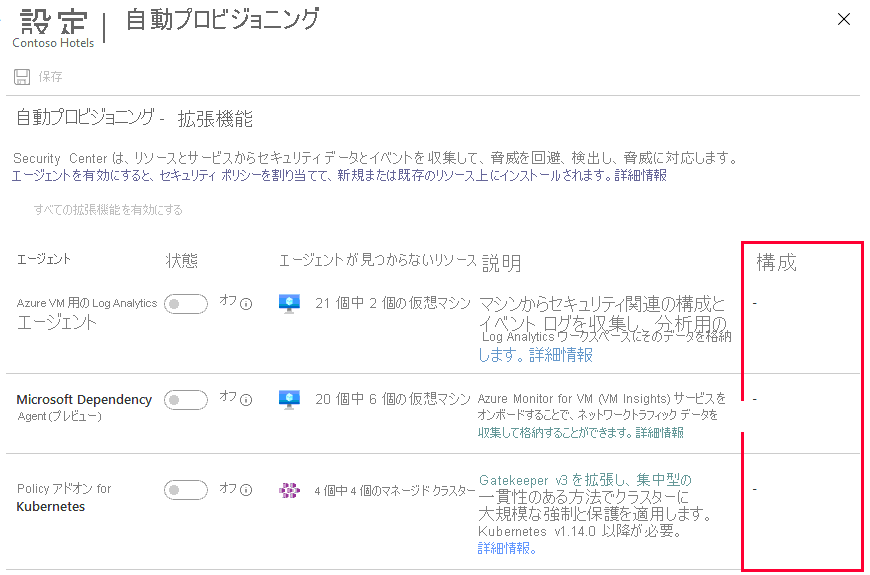 設定 | 自動プロビジョニング
Contoso Hotels
保存
自動プロビジョニング - 拡張機能
Security Center は、リソースとサービスからセキュリティ データとイベントを収集して、脅威を回避、検出し、脅威に対応します。
エージェントを有効にすると、セキュリティ ポリシーを割り当てて、新規または既存のリソース上にインストールされます。詳細情報
すべての拡張機能を有効にする
エージェント 状態 エージェントが見つからないリソース 説明 構成
Azure VM 用の Log Analytics
エージェント
オフ
21 個中 2 個の仮想マシン
マシンからセキュリティ関連の構成と
イベント ログを収集し、分析用の
Log Analytics ワークスペースにそのデータを格納
します。詳細情報
-
Microsoft Dependency
Agent (プレビュー)
オフ
20 個中 6 個の仮想マシン
Azure Monitor for VM (VM Insights) サービスを
オンボードすることで、ネットワークトラフィック データを
収集して格納することができます。詳細情報
-
Policy アドオン for
Kubernetes
オフ
4 個中 4 個のマネージド クラスター
Gatekeeper v3 を拡張し、集中型の
一貫性のある方法でクラスターに
大規模な強制と保護を適用します。
Kubernetes v1.14.0 以降が必要。
詳細情報。
-